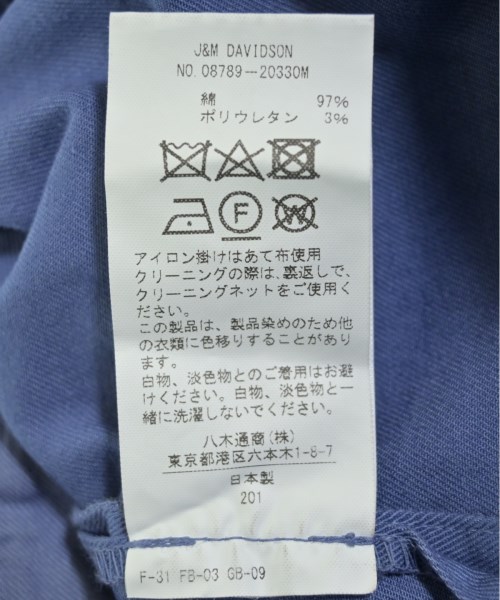 J&M DAVIDSON
NO. 08789-20330M
綿 97%
ポリウレタン 3%
F
W
アイロン掛けはあて布使用
クリーニングの際は、裏返しで、
クリーニングネットをご使用くだ
さい。
この製品は、製品染めのため他
の衣類に色移りすることがあり
ます。
白物、淡色物とのご着用はお避
けください。白物、淡色物と一
緒に洗濯しないでください。
八木通商(株)
東京都港区六本木1-8-7
日本製
201
F-31 FB-03 GB-09